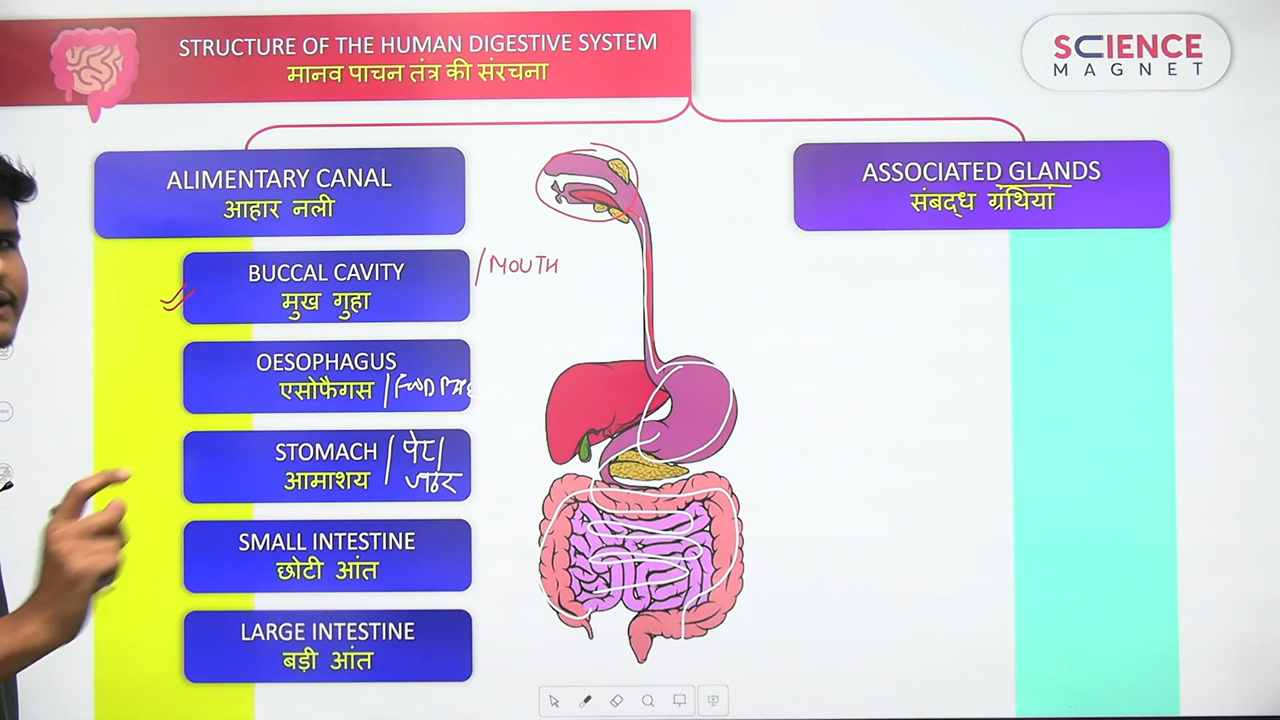 STRUCTURE OF THE HUMAN DIGESTIVE SYSTEM
मानव पाचन तंत्र की संरचना
SCIENCE
MAGNET
ALIMENTARY CANAL
आहार नली
ASSOCIATED GLANDS
संबद्ध ग्रंथियां
BUCCAL CAVITY /MOUTH
मुख गुहा
OESOPHAGUS
एसोफैगस /FOOD
STOMACH / पेट/
आमाशय जठर
SMALL INTESTINE
छोटी आंत
LARGE INTESTINE
बड़ी आंत